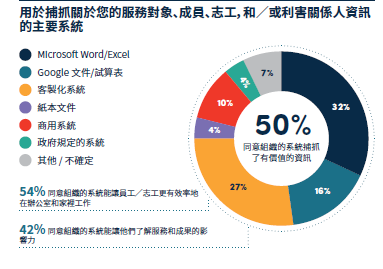 用於捕抓關於您的服務對象、成員、志工，和／或利害關係人資訊
的主要系統
Microsoft Word/Excel
Google 文件/試算表
客製化系統
紙本文件
商用系統
政府規定的系統
其他 / 不確定
7%
4%
10%
4%
27%
16%
32%
50%
同意組織的系統捕抓
了有價值的資訊
54% 同意組織的系統能讓員工／志工更有效率地
在辦公室和家裡工作
42% 同意組織的系統能讓他們了解服務和成果的影
響力